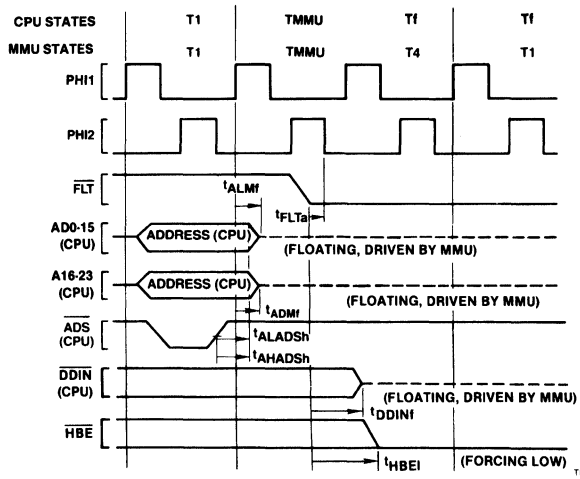 CPU STATES T1 TMMU Tf Tf
MMU STATES T1 TMMU T4 T1
PHI1
PHI2
FLT
tALMf
tFLTa
AD0-15
(CPU)
ADDRESS (CPU)
(FLOATING, DRIVEN BY MMU)
A16-23
(CPU)
ADDRESS (CPU)
(FLOATING, DRIVEN BY MMU)
tADMf
ADS
(CPU)
tALADSh
tAHADSh
DDIN
(CPU)
(FLOATING, DRIVEN BY MMU)
tDDINf
HBE
tHBEI
(FORCING LOW)